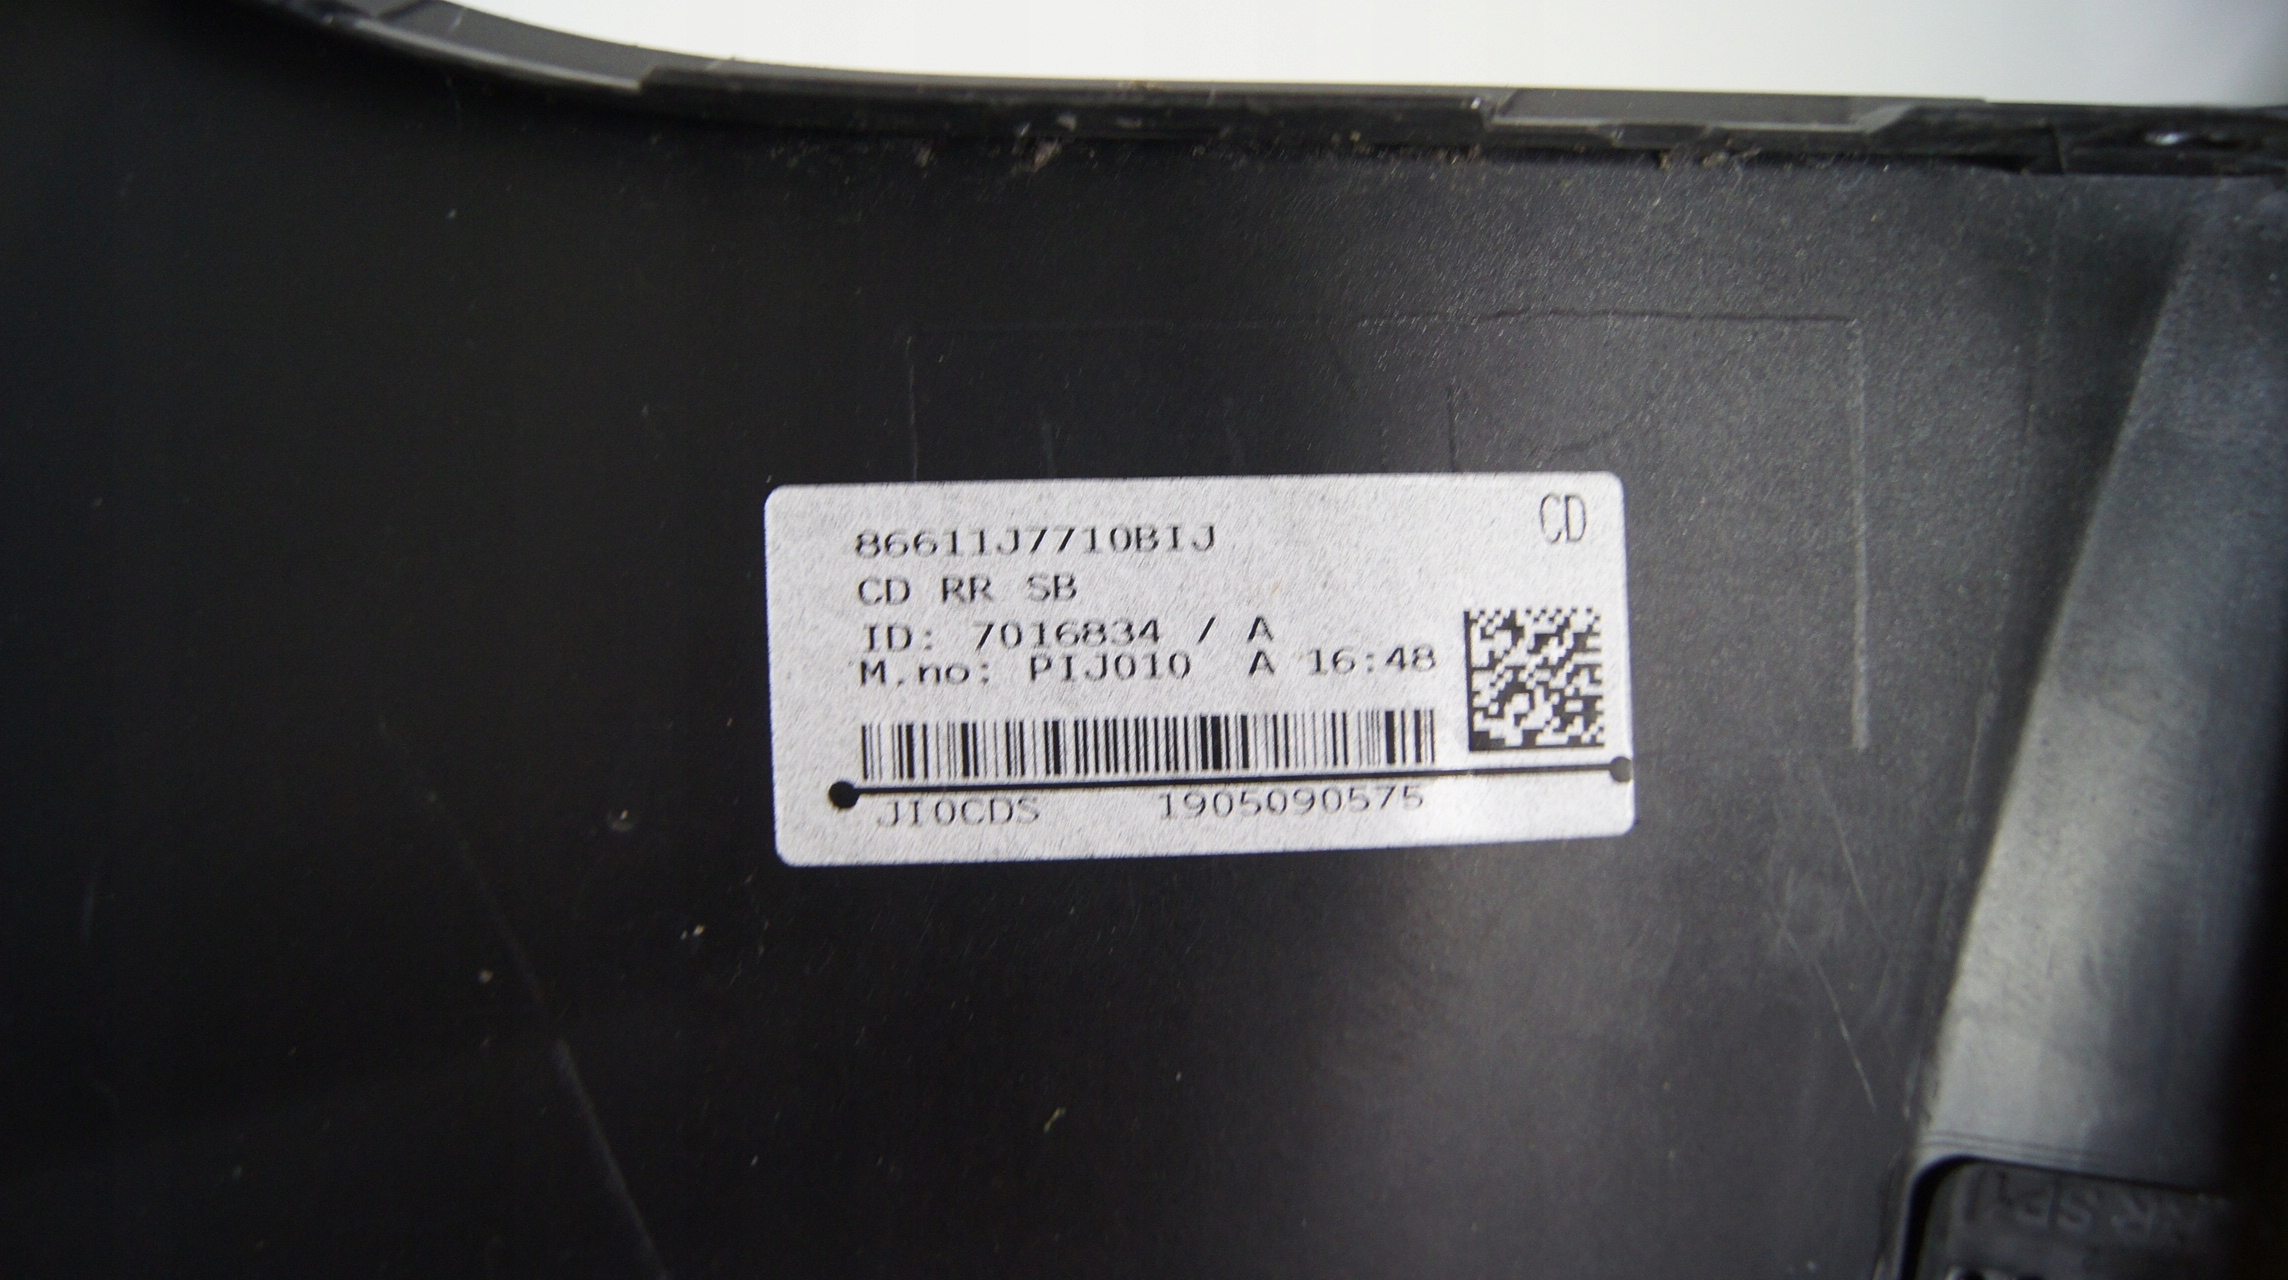 CD
86611J7710BIJ
CD RR SB
ID: 7016834 / A
M.no: PIJ010 A 16:48
JI0CDS 1905090575